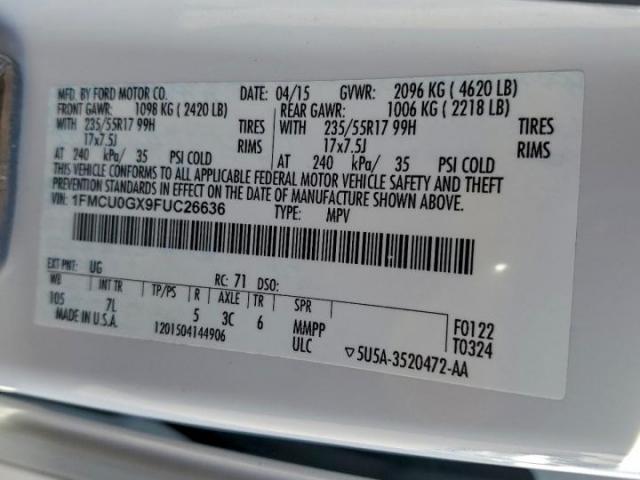 MFD. BY FORD MOTOR CO. DATE: 04/15 GVWR: 2096 KG ( 4620 LB)
FRONT GAWR: 1098 KG ( 2420 LB) REAR GAWR: 1006 KG ( 2218 LB)
WITH 235/55R17 99H TIRES WITH 235/55R17 99H TIRES
17x7.5J RIMS 17x7.5J RIMS
AT 240 kPa/ 35 PSI COLD AT 240 kPa/ 35 PSI COLD
THIS VEHICLE CONFORMS TO ALL APPLICABLE FEDERAL MOTOR VEHICLE SAFETY AND THEFT
PREVENTION STANDARDS IN EFFECT ON THE DATE OF MANUFACTURE SHOWN ABOVE.
VIN: 1FMCU0GX9FUC26636 TYPE: MPV
EXT PNT: UG RC: 71 DSO:
WB INT TR TP/PS R AXLE TR SPR
105 7L 5 3C 6 MMPP F0122
MADE IN U.S.A. 1201504144906 ULC T0324
▽5U5A-3520472-AA